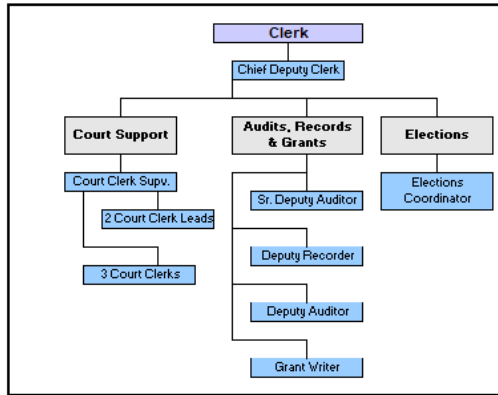 Clerk
Chief Deputy Clerk
Court Support
Audits, Records
& Grants
Elections
Court Clerk Supv.
2 Court Clerk Leads
3 Court Clerks
Sr. Deputy Auditor
Deputy Recorder
Deputy Auditor
Grant Writer
Elections
Coordinator